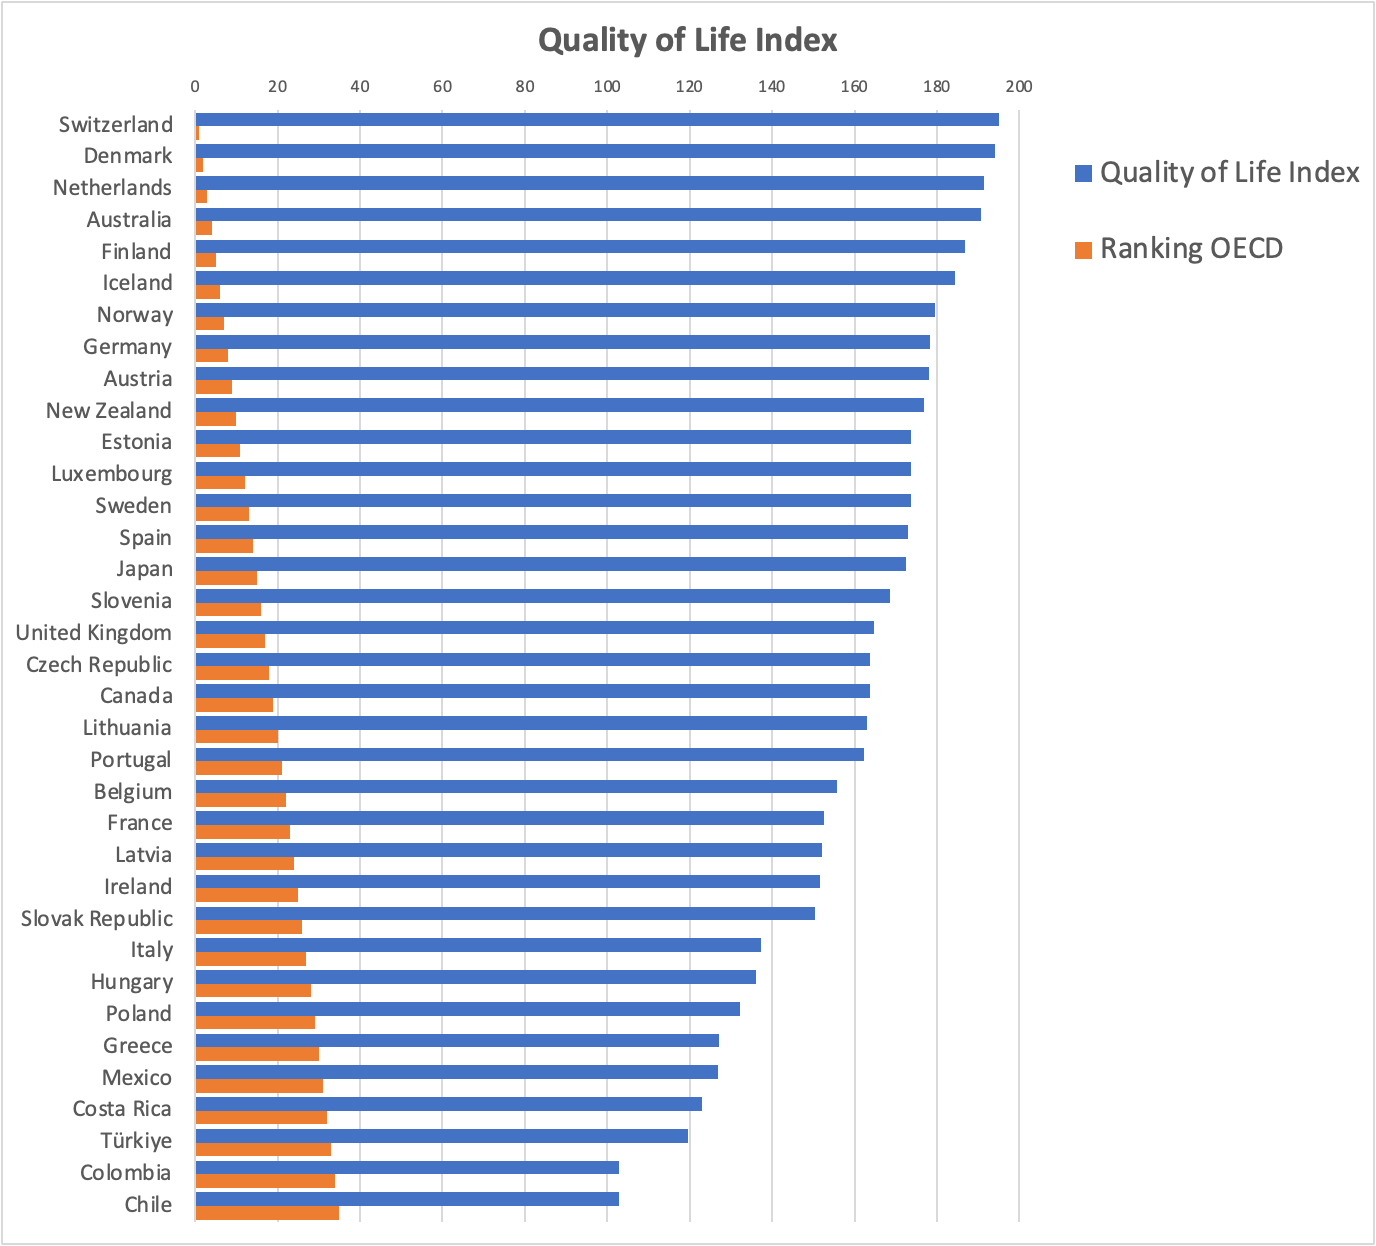 Quality of Life Index
0 20 40 60 80 100 120 140 160 180 200
Switzerland
Denmark
Netherlands
Australia
Finland
Iceland
Norway
Germany
Austria
New Zealand
Estonia
Luxembourg
Sweden
Spain
Japan
Slovenia
United Kingdom
Czech Republic
Canada
Lithuania
Portugal
Belgium
France
Latvia
Ireland
Slovak Republic
Italy
Hungary
Poland
Greece
Mexico
Costa Rica
Türkiye
Colombia
Chile
Quality of Life Index
Ranking OECD